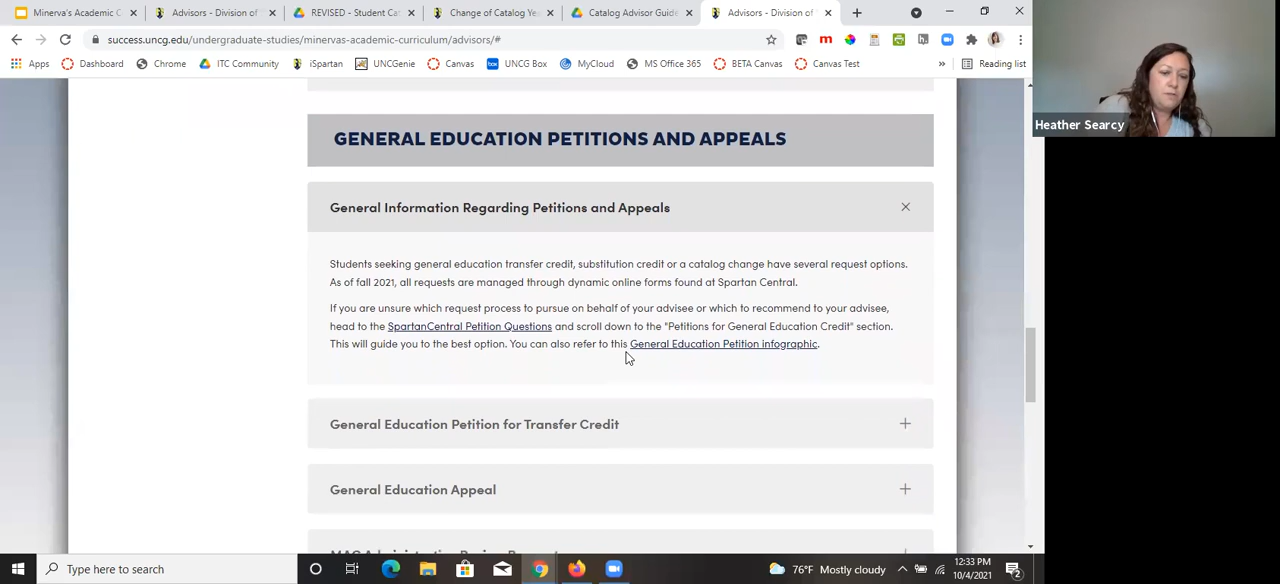 Minerva's Academic C
Advisors - Division of
REVISED - Student Ca
Change of Catalog Ye
Catalog Advisor Guide
Advisors - Division of
success.uncg.edu/undergraduate-studies/minervas-academic-curriculum/advisors/#
Apps
Dashboard
Chrome
ITC Community
iSpartan
UNCGenie
Canvas
UNCG Box
MyCloud
MS Office 365
BETA Canvas
Canvas Test
»
Reading list
Heather Searcy
GENERAL EDUCATION PETITIONS AND APPEALS
General Information Regarding Petitions and Appeals
Students seeking general education transfer credit, substitution credit or a catalog change have several request options.
As of fall 2021, all requests are managed through dynamic online forms found at Spartan Central.
If you are unsure which request process to pursue on behalf of your advisee or which to recommend to your advisee,
head to the SpartanCentral Petition Questions and scroll down to the "Petitions for General Education Credit" section.
This will guide you to the best option. You can also refer to this General Education Petition infographic.
General Education Petition for Transfer Credit
General Education Appeal
Type here to search
76°F Mostly cloudy
12:33 PM
10/4/2021
2